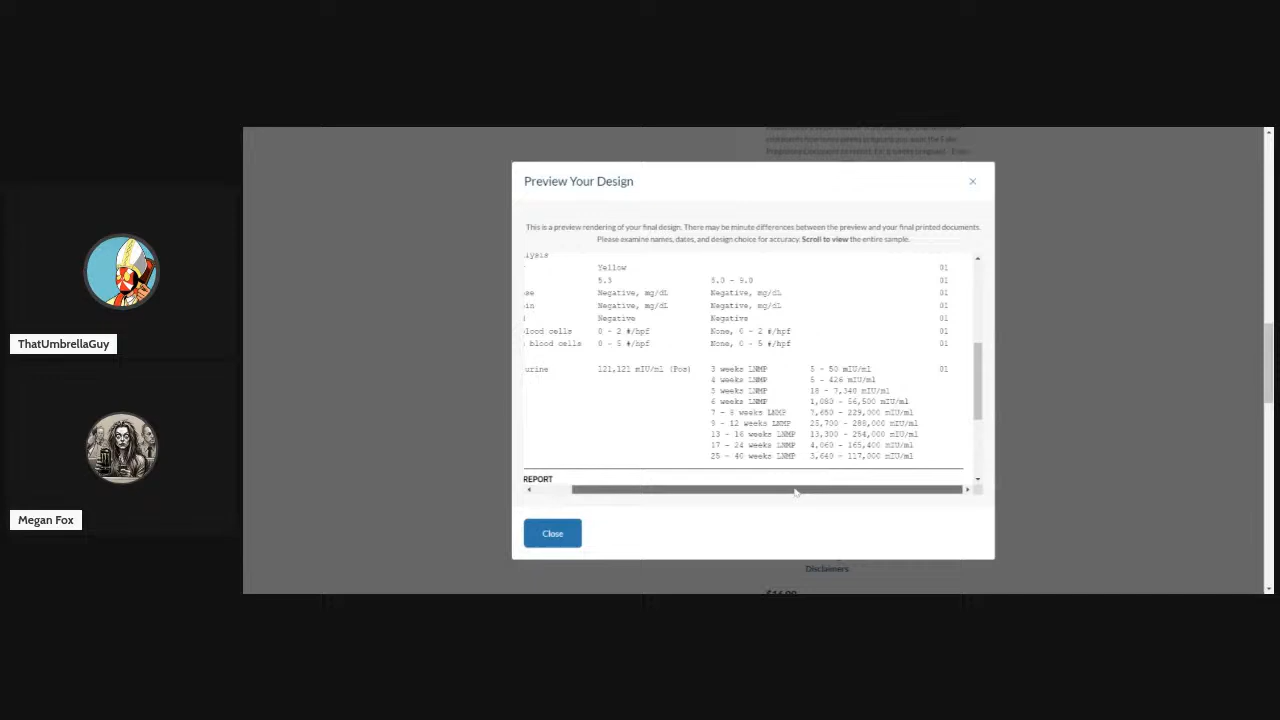 Preview Your Design
This is a preview rendering of your final design. There may be minute differences between the preview and your final printed documents.
Please examine names, dates, and design choice for accuracy. Scroll to view the entire sample.
Yellow 01
5.3 5.0 - 9.0 01
Negative, mg/dL Negative, mg/dL 01
Negative, mg/dL Negative, mg/dL 01
Negative Negative 01
lood cells 0 - 2 #/hpf None, 0 - 2 #/hpf 01
blood cells 0 - 5 #/hpf None, 0 - 5 #/hpf 01
urine 121,121 mIU/ml (Pos) 3 weeks LNMP 5 - 50 mIU/ml 01
4 weeks LNMP 5 - 426 mIU/ml
5 weeks LNMP 18 - 7,340 mIU/ml
6 weeks LNMP 1,080 - 56,500 mIU/ml
7 - 8 weeks LNMP 7,650 - 229,000 mIU/ml
9 - 12 weeks LNMP 25,700 - 288,000 mIU/ml
13 - 16 weeks LNMP 13,300 - 254,000 mIU/ml
17 - 24 weeks LNMP 4,060 - 165,400 mIU/ml
25 - 40 weeks LNMP 3,640 - 117,000 mIU/ml
REPORT
Close
Disclaimers
ThatUmbrellaGuy
Megan Fox